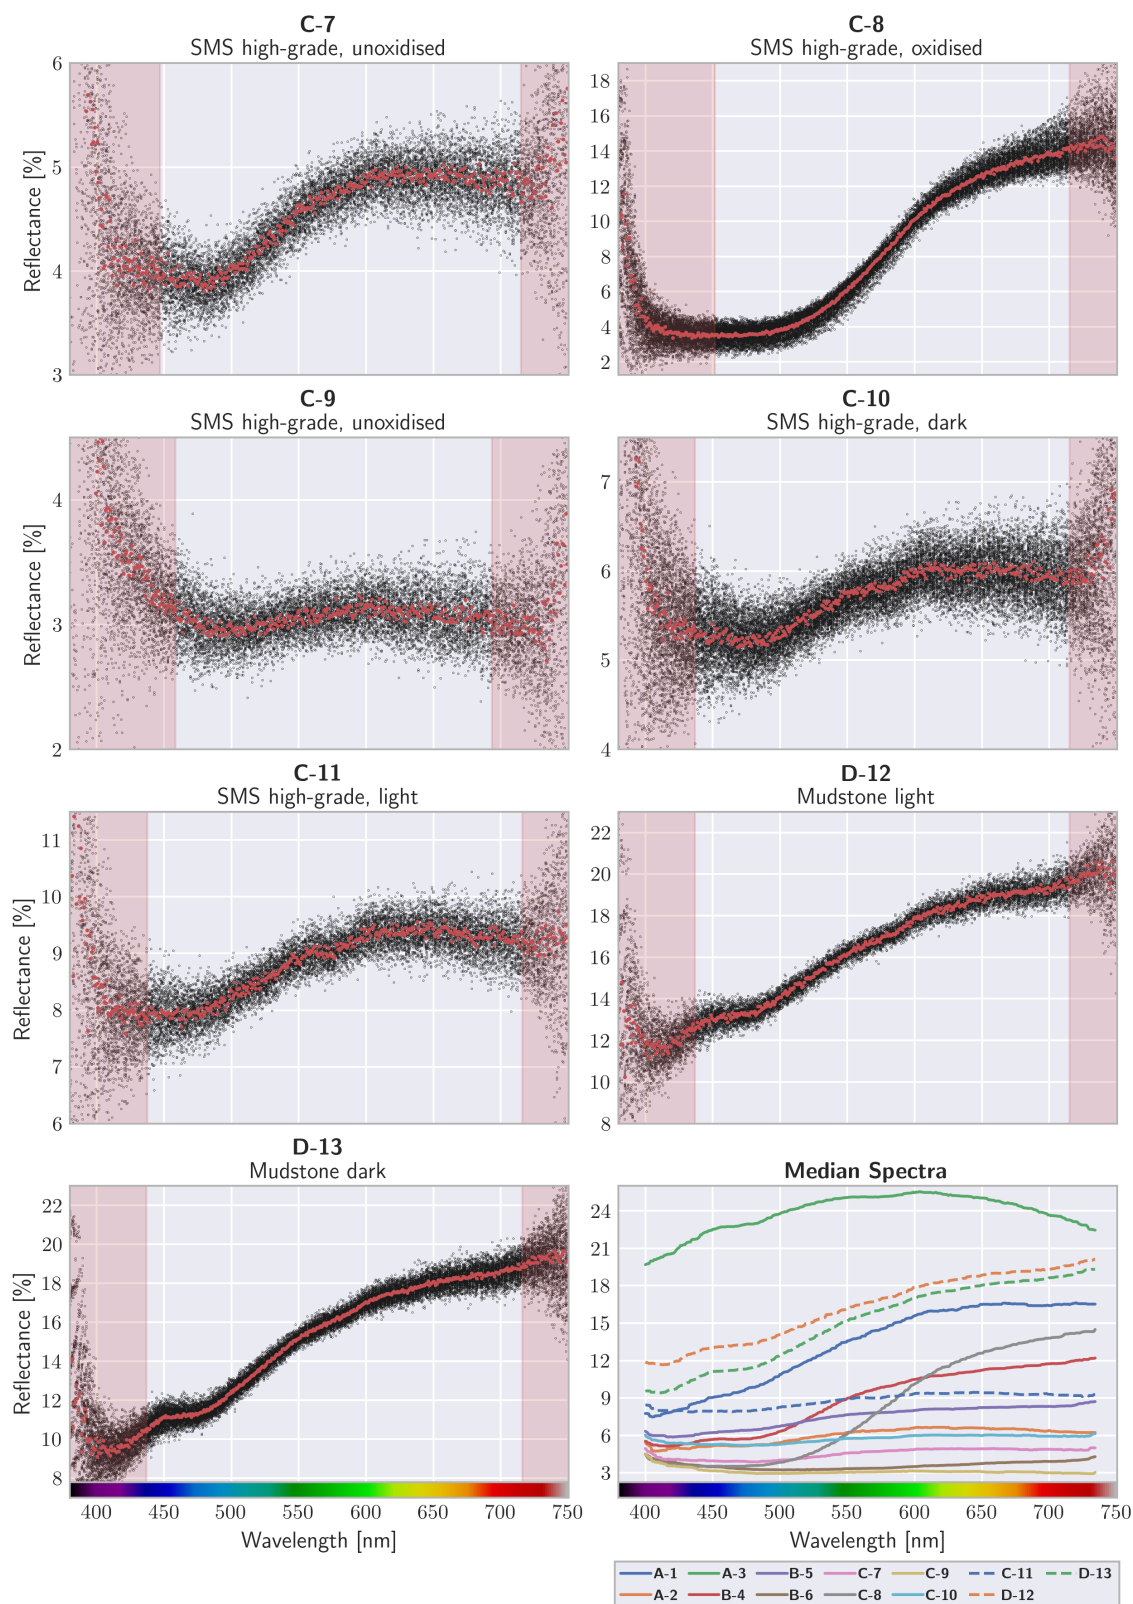 C-7
SMS high-grade, unoxidised
C-8
SMS high-grade, oxidised
6
5
4
3
Reflectance [%]
18
16
14
12
10
8
6
4
2
C-9
SMS high-grade, unoxidised
C-10
SMS high-grade, dark
4
3
2
Reflectance [%]
7
6
5
4
C-11
SMS high-grade, light
D-12
Mudstone light
11
10
9
8
7
6
Reflectance [%]
22
20
18
16
14
12
10
8
D-13
Mudstone dark
Median Spectra
22
20
18
16
14
12
10
8
Reflectance [%]
24
21
18
15
12
9
6
3
400 450 500 550 600 650 700 750
Wavelength [nm]
400 450 500 550 600 650 700 750
Wavelength [nm]
A-1 A-3 B-5 C-7 C-9 C-11 D-13
A-2 B-4 B-6 C-8 C-10 D-12